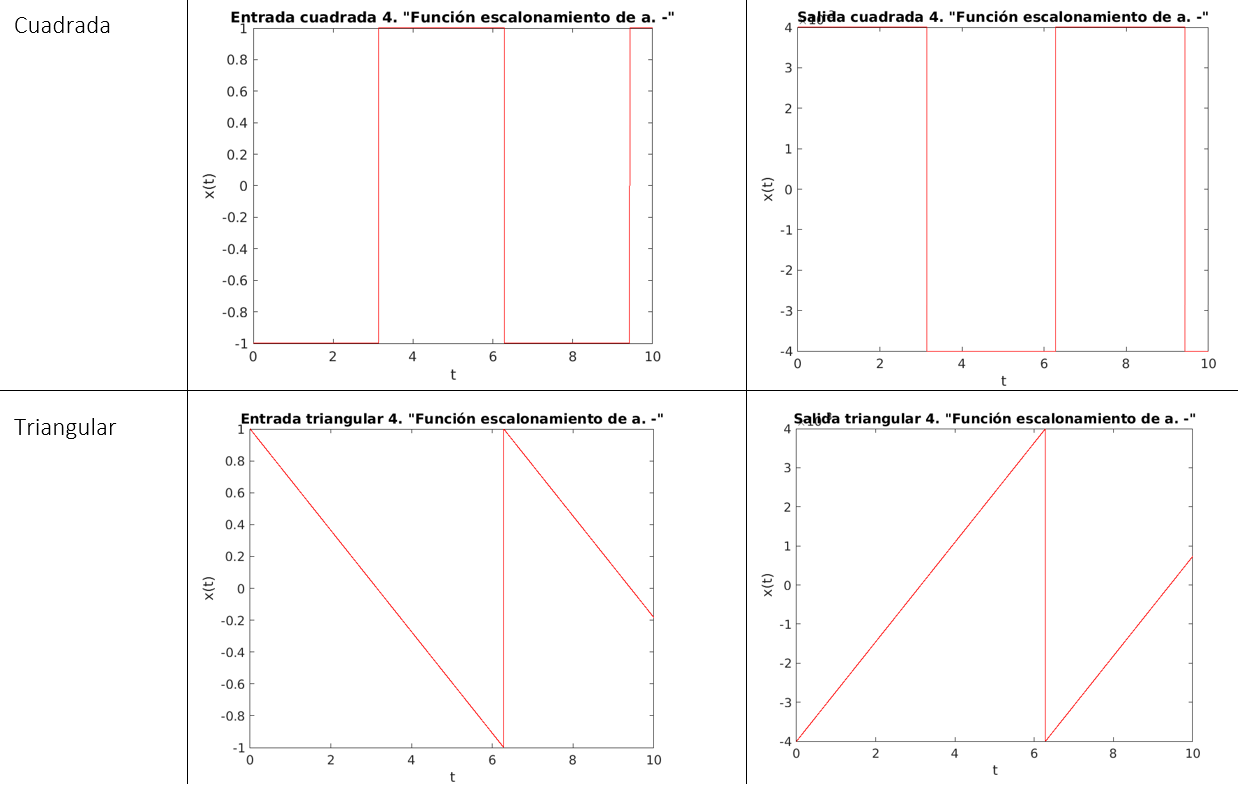 Cuadrada
Entrada cuadrada 4. "Función escalonamiento de a. -"
1
0.8
0.6
0.4
0.2
0
-0.2
-0.4
-0.6
-0.8
-1
x(t)
0 2 4 6 8 10
t
Salida cuadrada 4. "Función escalonamiento de a. -"
4
3
2
1
0
-1
-2
-3
-4
x(t)
0 2 4 6 8 10
t
Triangular
Entrada triangular 4. "Función escalonamiento de a. -"
1
0.8
0.6
0.4
0.2
0
-0.2
-0.4
-0.6
-0.8
-1
x(t)
0 2 4 6 8 10
t
Salida triangular 4. "Función escalonamiento de a. -"
4
3
2
1
0
-1
-2
-3
-4
x(t)
0 2 4 6 8 10
t